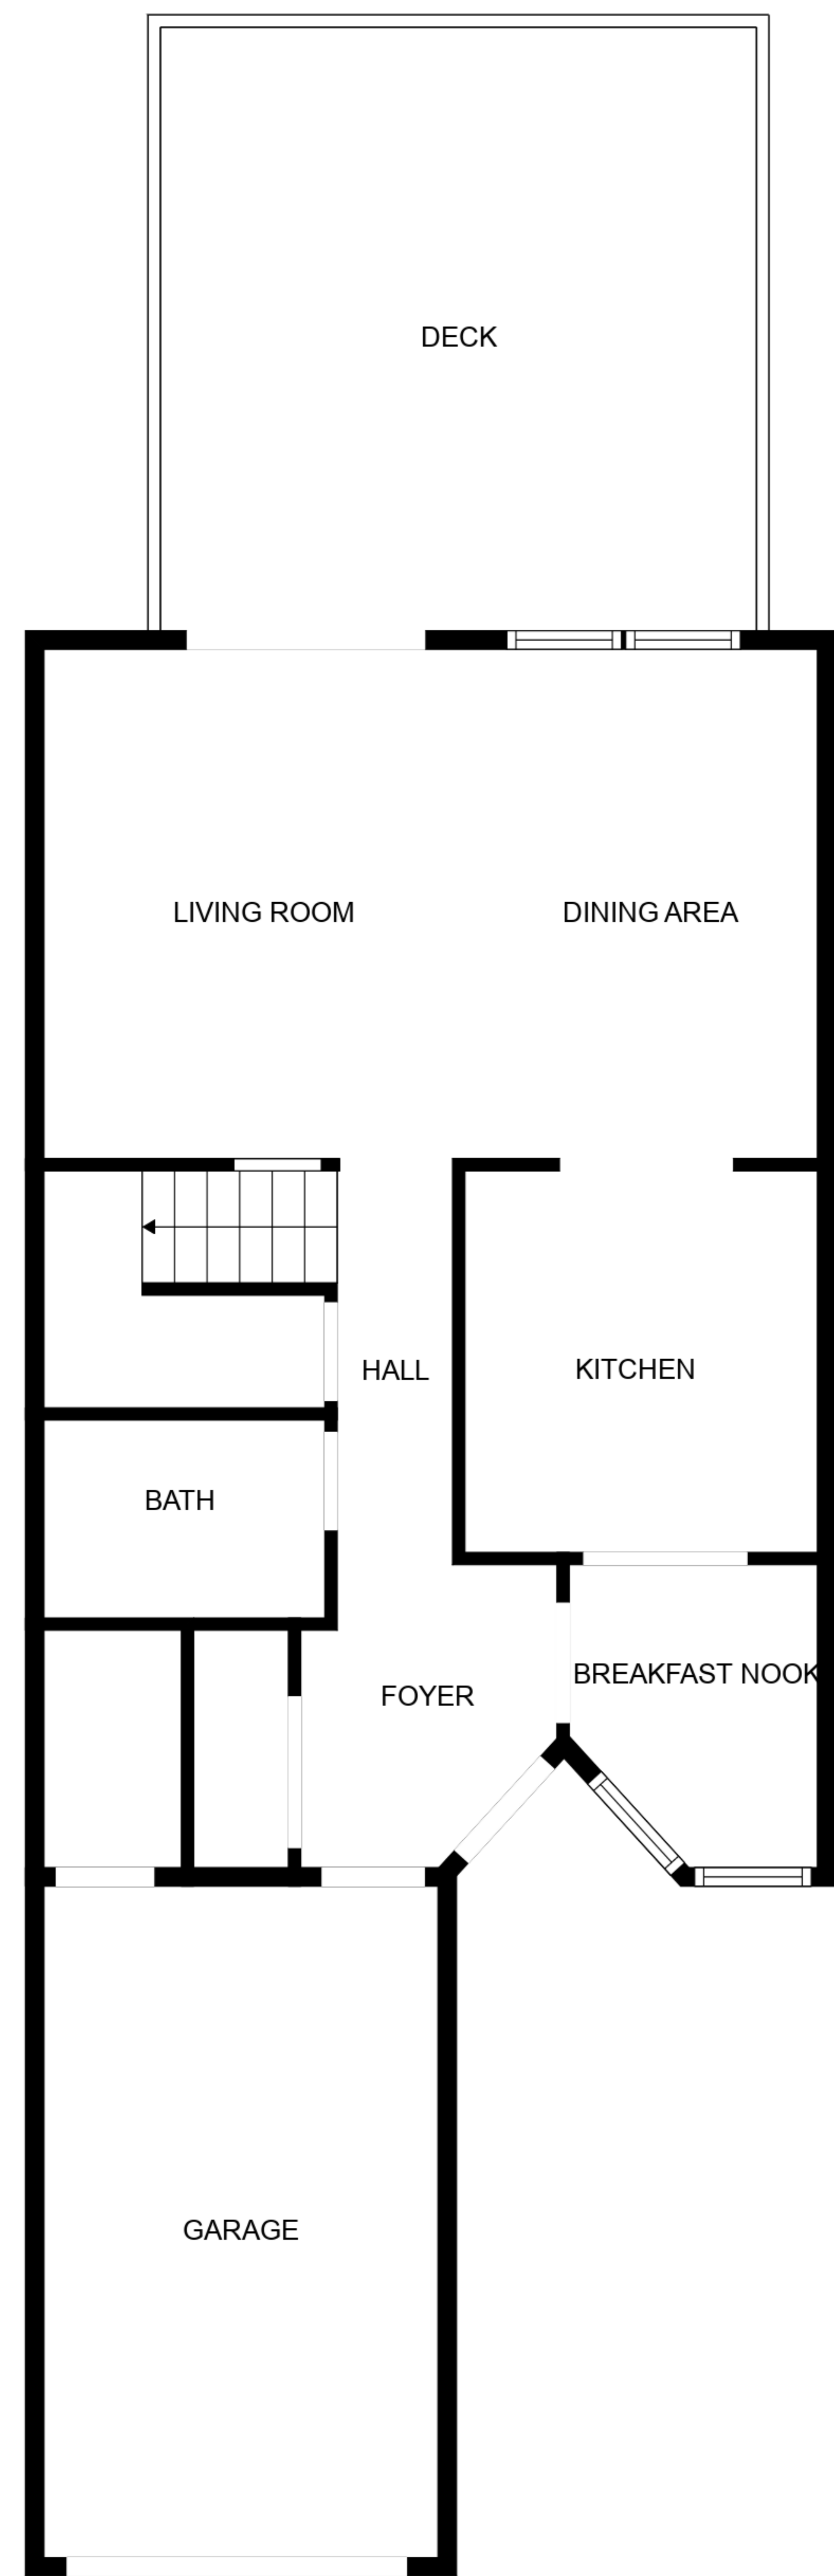 DECK
LIVING ROOM
DINING AREA
HALL
KITCHEN
BATH
BREAKFAST NOOK
FOYER
GARAGE